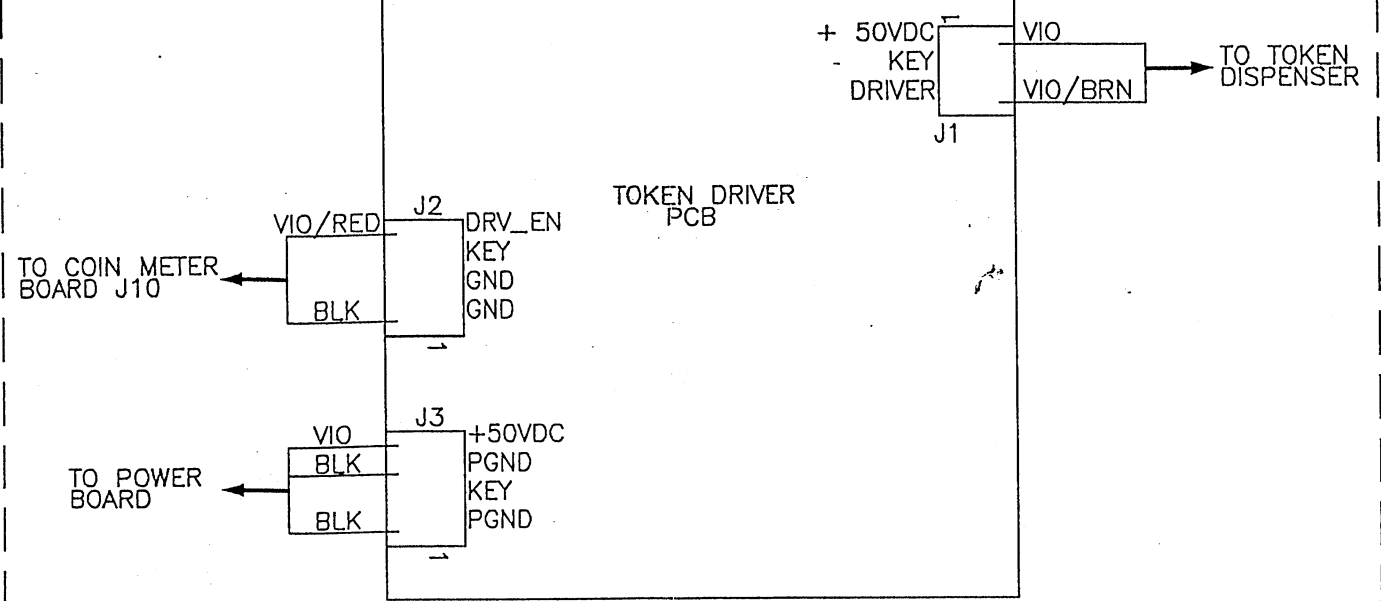 + 50VDC
- KEY
DRIVER
1
VIO
VIO/BRN
J1
TO TOKEN
DISPENSER
TOKEN DRIVER
PCB
J2
VIO/RED
BLK
DRV_EN
KEY
GND
GND
1
TO COIN METER
BOARD J10
J3
VIO
BLK
BLK
+50VDC
PGND
KEY
PGND
1
TO POWER
BOARD